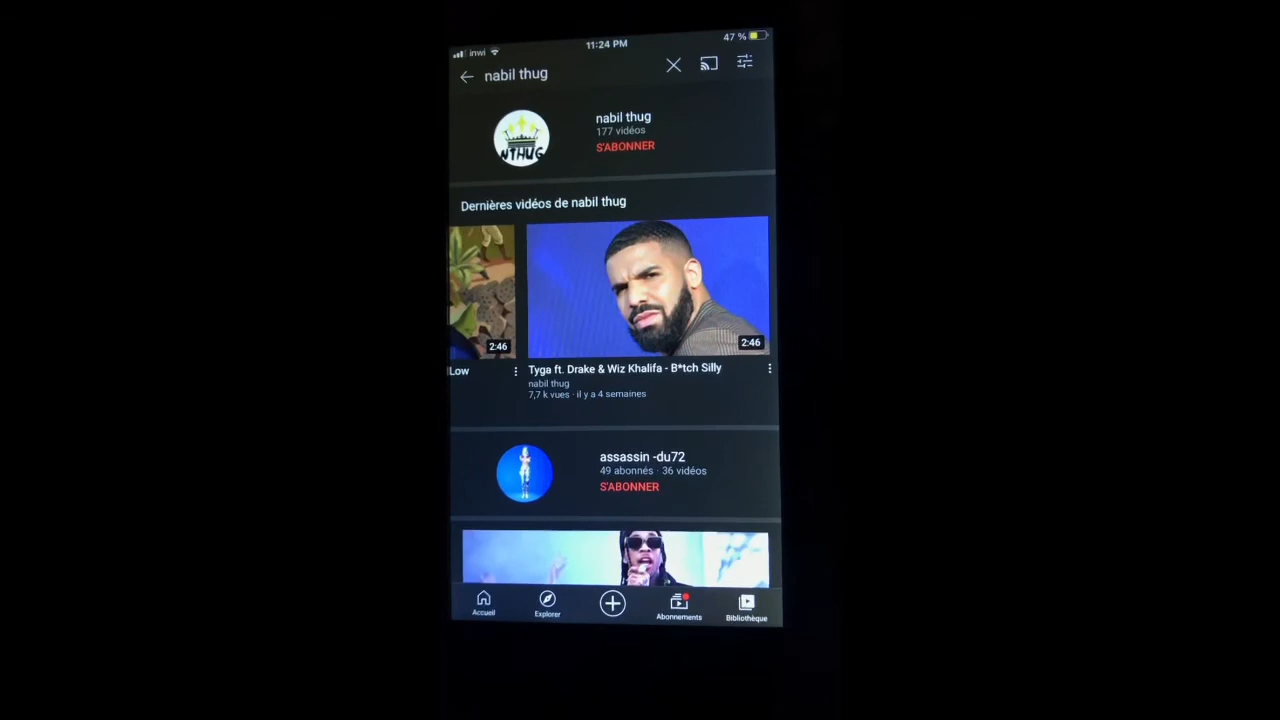 inwi
11:24 PM
47 %
nabil thug
NTHUG
nabil thug
177 vidéos
S'ABONNER
Dernières vidéos de nabil thug
2:46
2:46
Low
Tyga ft. Drake & Wiz Khalifa - B*tch Silly
nabil thug
7,7 k vues · il y a 4 semaines
assassin -du72
49 abonnés · 36 vidéos
S'ABONNER
Accueil
Explorer
Abonnements
Bibliothèque